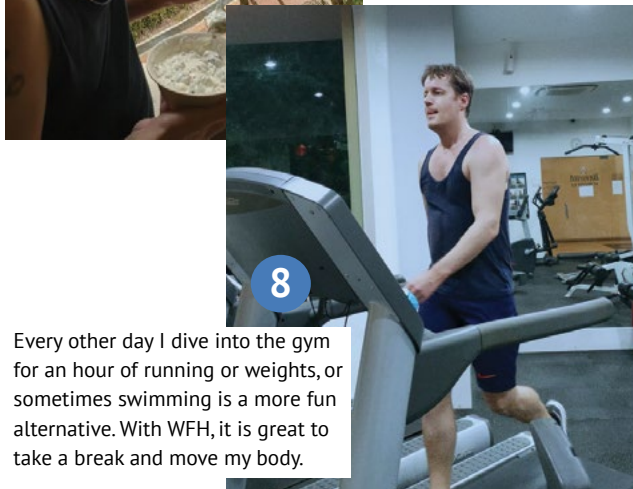 8
Every other day I dive into the gym
for an hour of running or weights, or
sometimes swimming is a more fun
alternative. With WFH, it is great to
take a break and move my body.